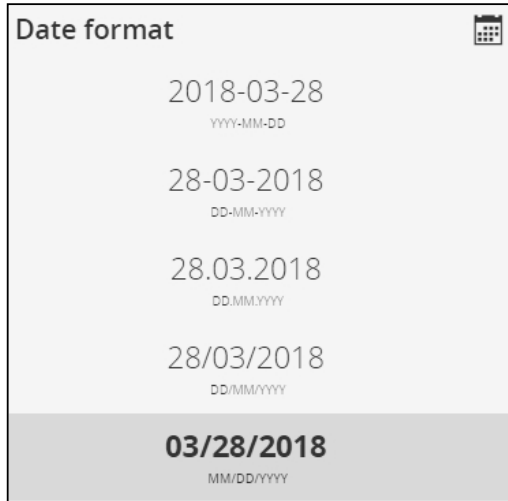 Date format
2018-03-28
YYYY-MM-DD
28-03-2018
DD-MM-YYYY
28.03.2018
DD.MM.YYYY
28/03/2018
DD/MM/YYYY
03/28/2018
MM/DD/YYYY